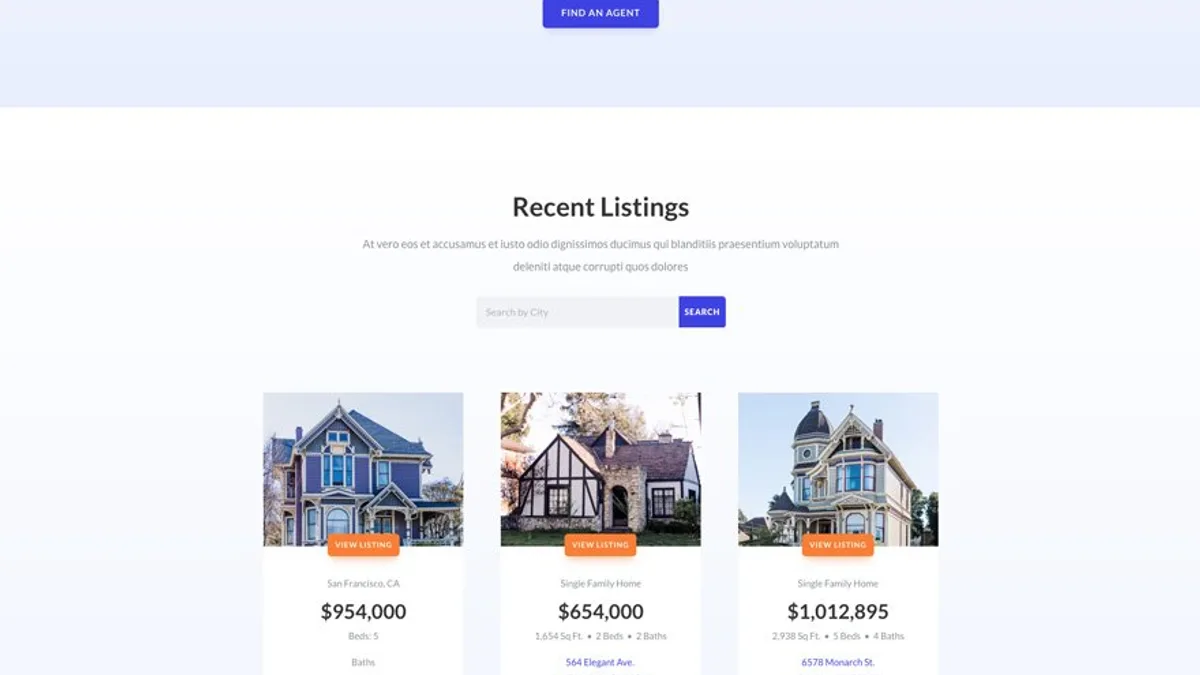 FIND AN AGENT
Recent Listings
At vero eos et accusamus et iusto odio dignissimos ducimus qui blanditiis praesentium voluptatum
deleniti atque corrupti quos dolores
Search by City
SEARCH
VIEW LISTING
San Francisco, CA
$954,000
Beds: 5
Baths
VIEW LISTING
Single Family Home
$654,000
1,654 Sq Ft. • 2 Beds • 2 Baths
564 Elegant Ave.
VIEW LISTING
Single Family Home
$1,012,895
2,938 Sq Ft. • 5 Beds • 4 Baths
6578 Monarch St.